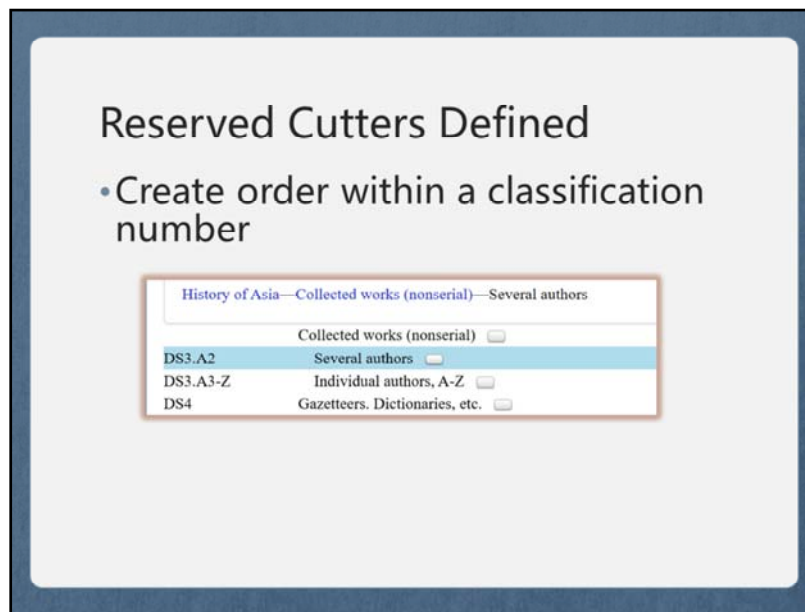 Reserved Cutters Defined
•Create order within a classification
number
History of Asia—Collected works (nonserial)—Several authors
Collected works (nonserial)
DS3.A2 Several authors
DS3.A3-Z Individual authors, A-Z
DS4 Gazetteers. Dictionaries, etc.